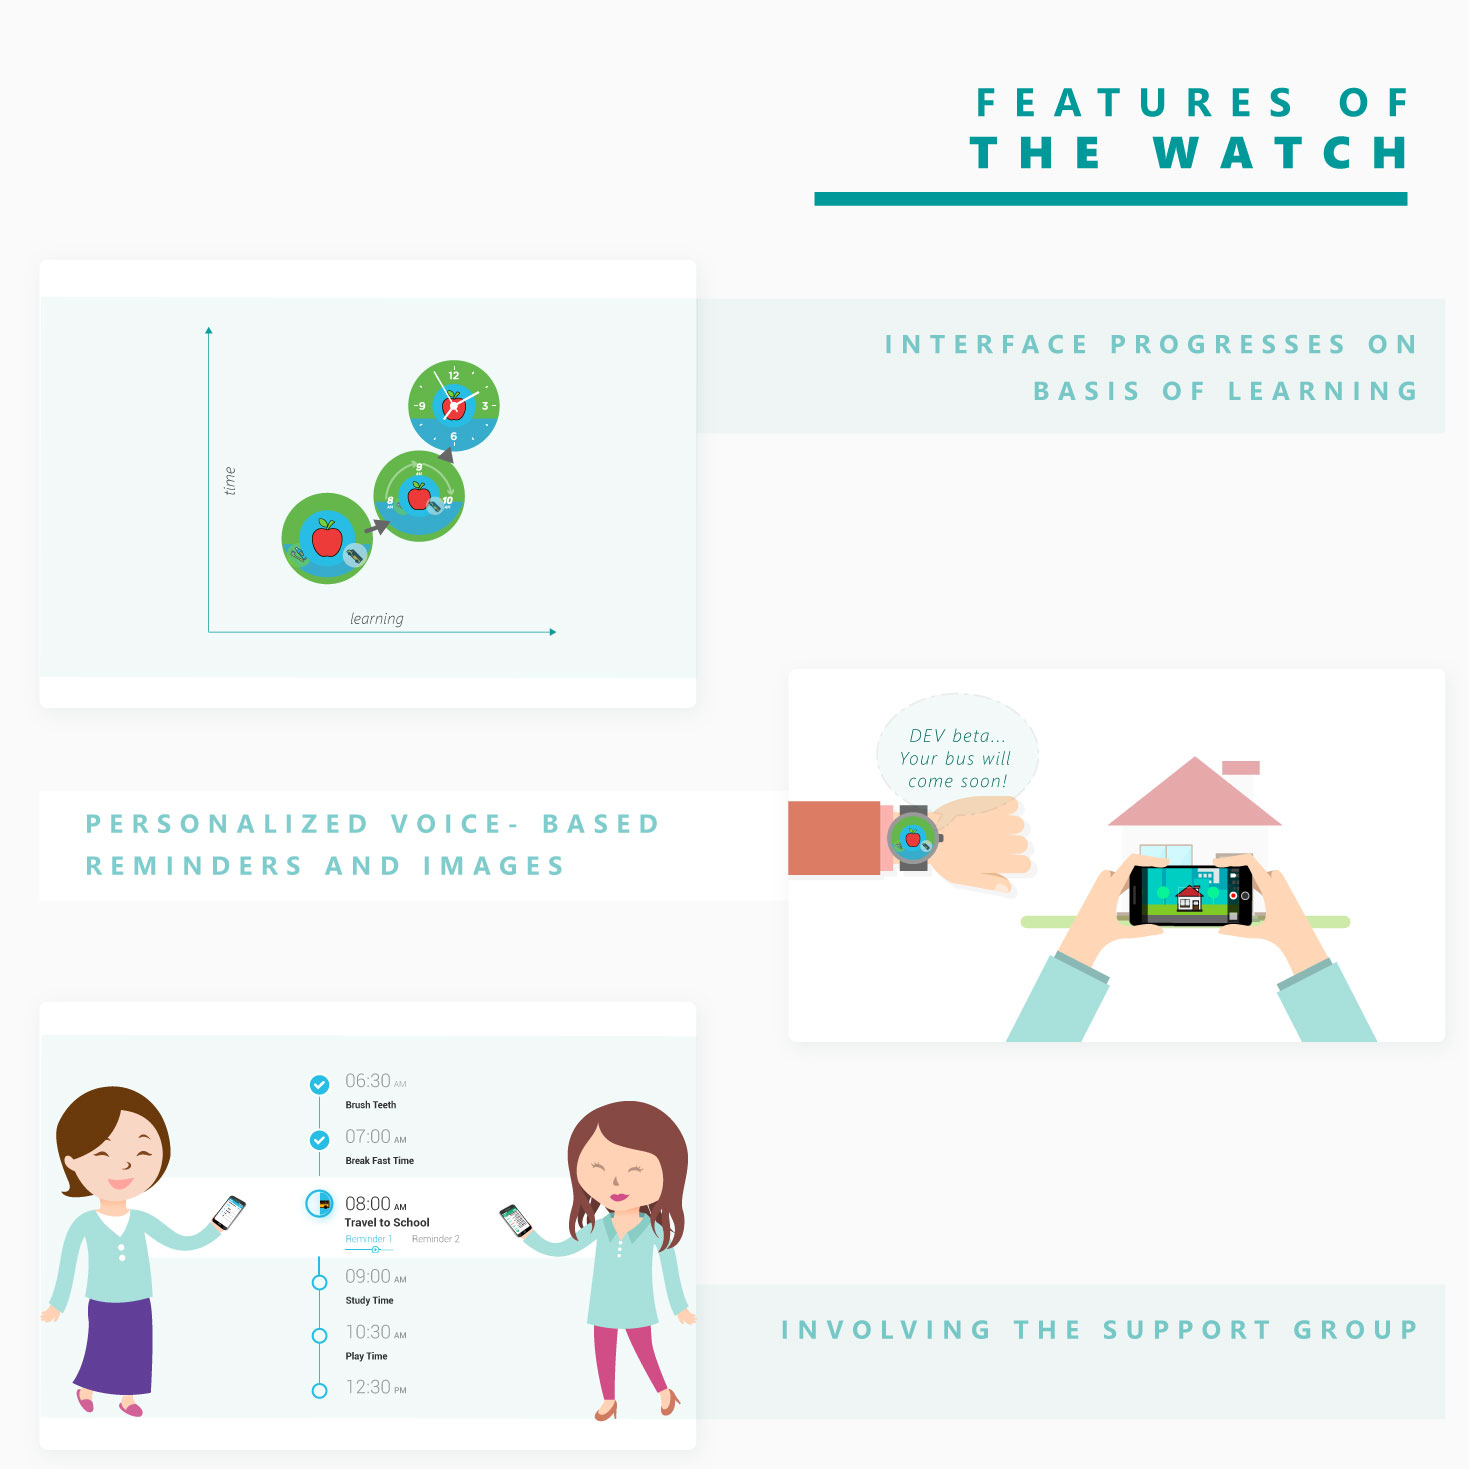 FEATURES OF
THE WATCH
INTERFACE PROGRESSES ON
BASIS OF LEARNING
time
12
9
3
6
9
AM
8
AM
10
AM
learning
DEV beta...
Your bus will
come soon!
PERSONALIZED VOICE- BASED
REMINDERS AND IMAGES
06:30 AM
Brush Teeth
07:00 AM
Break Fast Time
08:00 AM
Travel to School
Reminder 1 Reminder 2
09:00 AM
Study Time
10:30 AM
Play Time
12:30 PM
INVOLVING THE SUPPORT GROUP